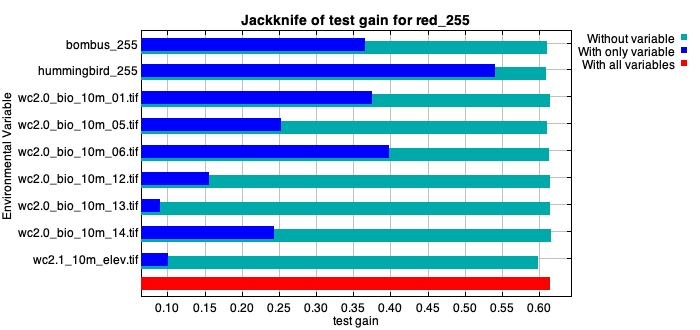 Jackknife of test gain for red_255
Without variable
With only variable
With all variables
Environmental Variable
bombus_255
hummingbird_255
wc2.0_bio_10m_01.tif
wc2.0_bio_10m_05.tif
wc2.0_bio_10m_06.tif
wc2.0_bio_10m_12.tif
wc2.0_bio_10m_13.tif
wc2.0_bio_10m_14.tif
wc2.1_10m_elev.tif
0.10 0.15 0.20 0.25 0.30 0.35 0.40 0.45 0.50 0.55 0.60
test gain